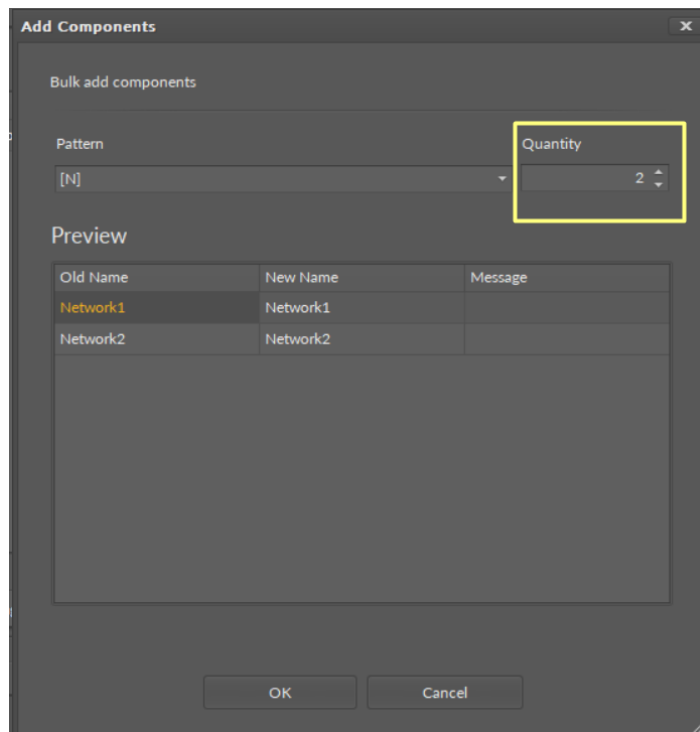 Add Components
Bulk add components
Pattern Quantity
[N] 2
Preview
Old Name New Name Message
Network1 Network1
Network2 Network2
OK Cancel